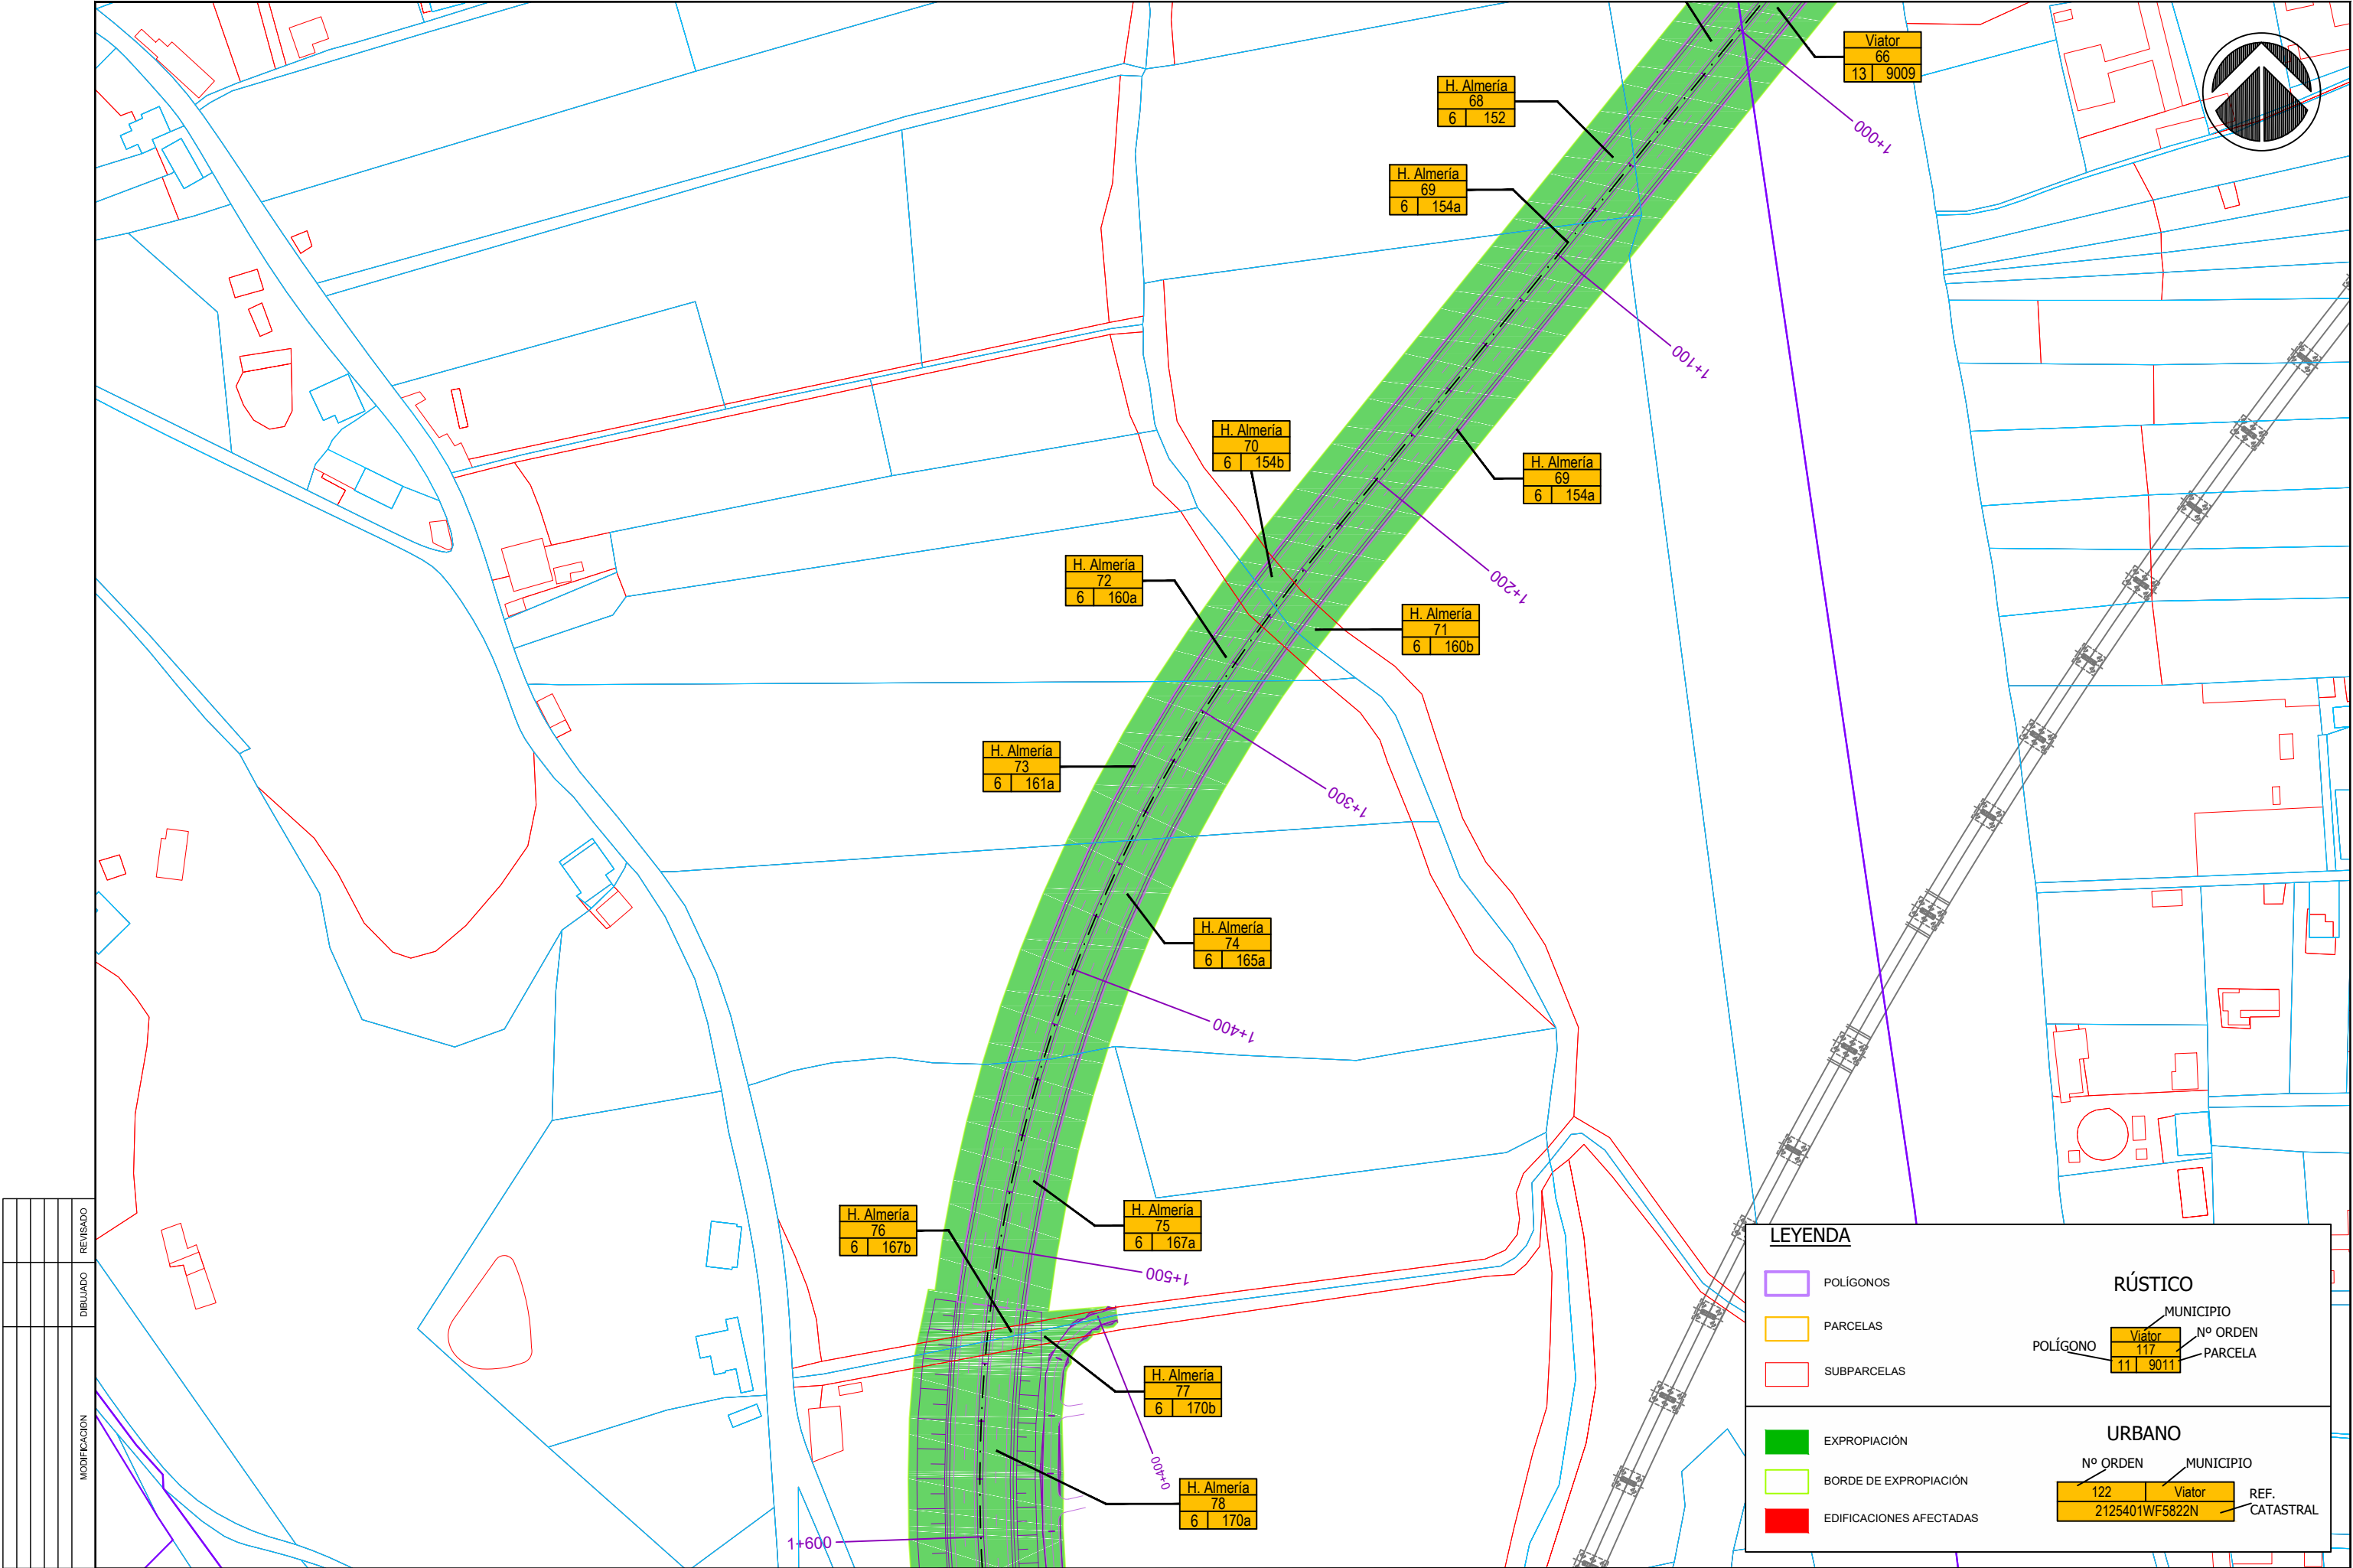 Viator
66
13 9009
1+000
H. Almería
68
6 152
H. Almería
69
6 154a
1+100
H. Almería
70
6 154b
H. Almería
69
6 154a
H. Almería
72
6 160a
1+200
H. Almería
71
6 160b
H. Almería
73
6 161a
1+300
H. Almería
74
6 165a
1+400
H. Almería
76
6 167b
H. Almería
75
6 167a
1+500
H. Almería
77
6 170b
0+400
H. Almería
78
6 170a
1+600
REVISADO
DIBUJADO
MODIFICACION
LEYENDA
POLÍGONOS
PARCELAS
SUBPARCELAS
RÚSTICO
MUNICIPIO
Nº ORDEN
POLÍGONO
PARCELA
Viator
117
11 9011
EXPROPIACIÓN
BORDE DE EXPROPIACIÓN
EDIFICACIONES AFECTADAS
URBANO
Nº ORDEN MUNICIPIO
122 Viator
2125401WF5822N
REF.
CATASTRAL